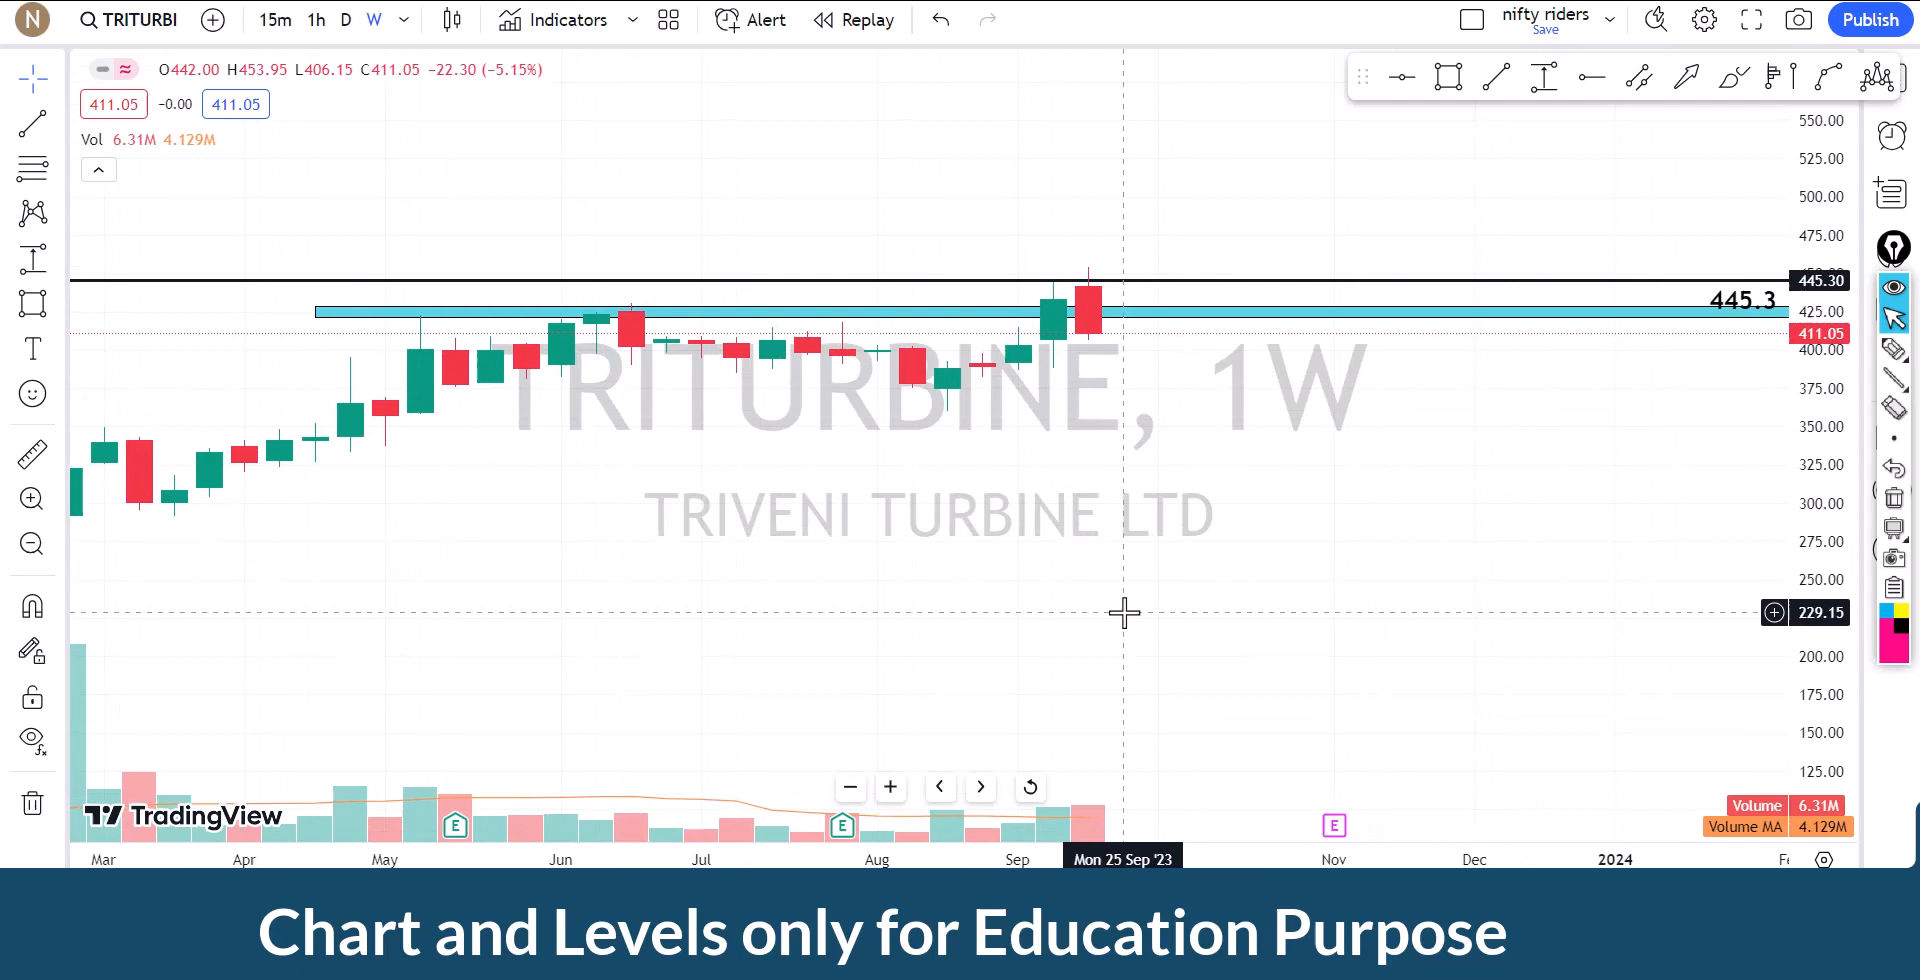 N TRITURBI 15m 1h D W Indicators Alert Replay nifty riders Publish
Save
O442.00 H453.95 L406.15 C411.05 −22.30 (−5.15%)
411.05 −0.00 411.05
Vol 6.31M 4.129M
550.00
525.00
500.00
475.00
445.30
445.3
425.00
411.05
400.00
375.00
350.00
325.00
300.00
275.00
250.00
229.15
200.00
175.00
150.00
125.00
TRITURBINE, 1W
TRIVENI TURBINE LTD
Volume 6.31M
Volume MA 4.129M
TradingView
E E E
Mar Apr May Jun Jul Aug Sep Mon 25 Sep '23 Nov Dec 2024
Chart and Levels only for Education Purpose